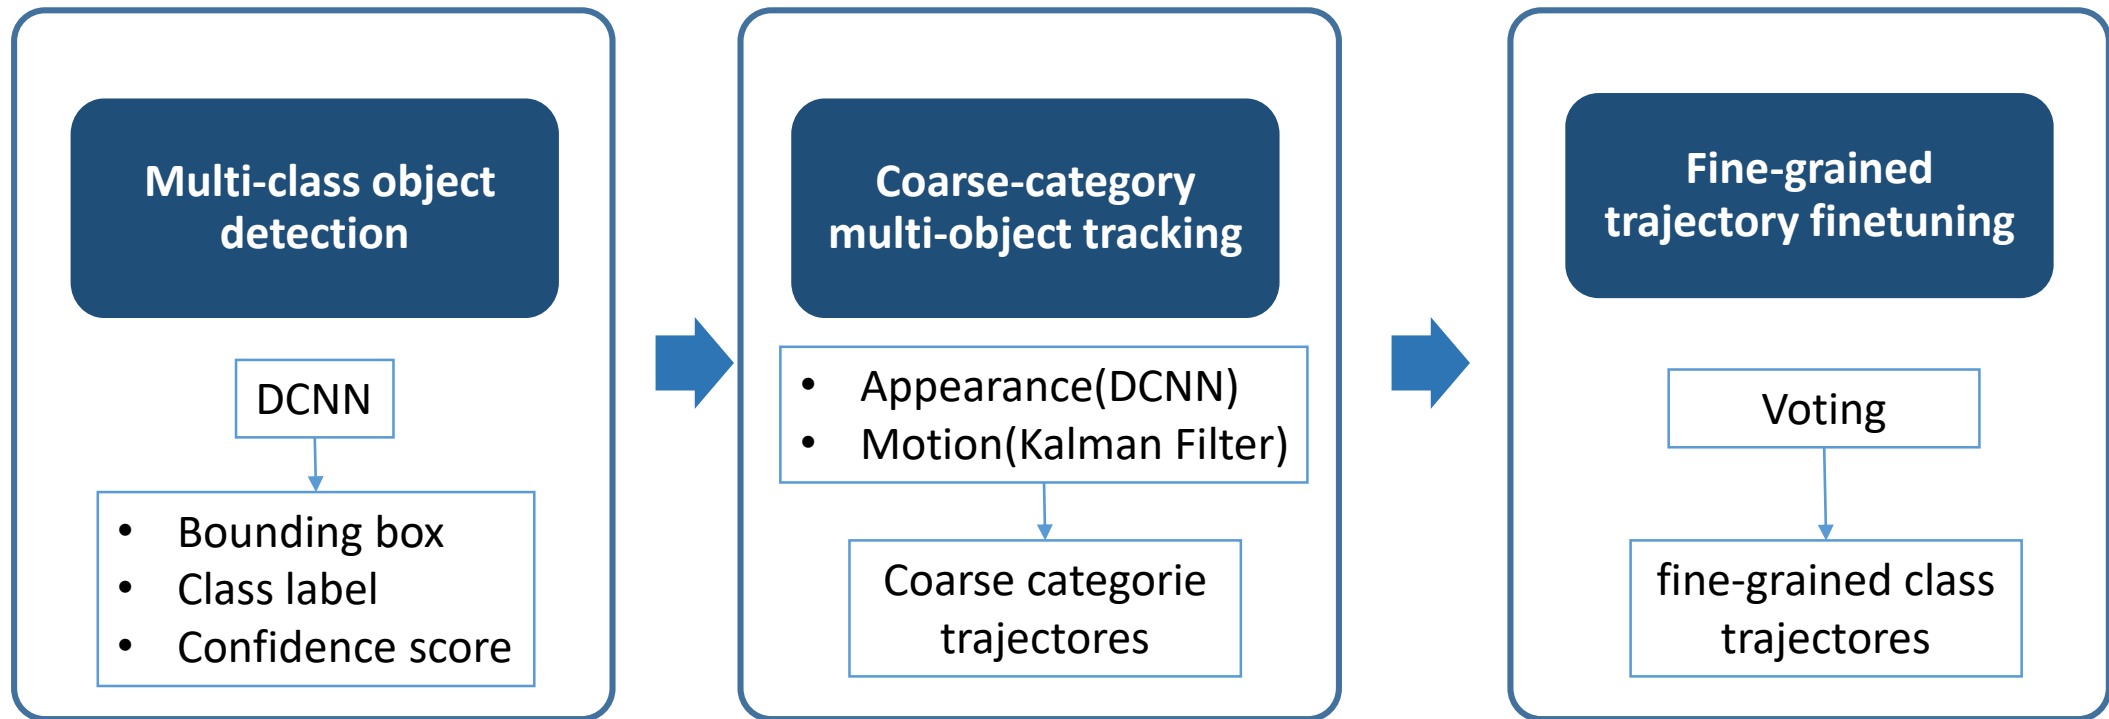 Multi-class object
detection
DCNN
• Bounding box
• Class label
• Confidence score
Coarse-category
multi-object tracking
• Appearance(DCNN)
• Motion(Kalman Filter)
Coarse categorie
trajectores
Fine-grained
trajectory finetuning
Voting
fine-grained class
trajectores